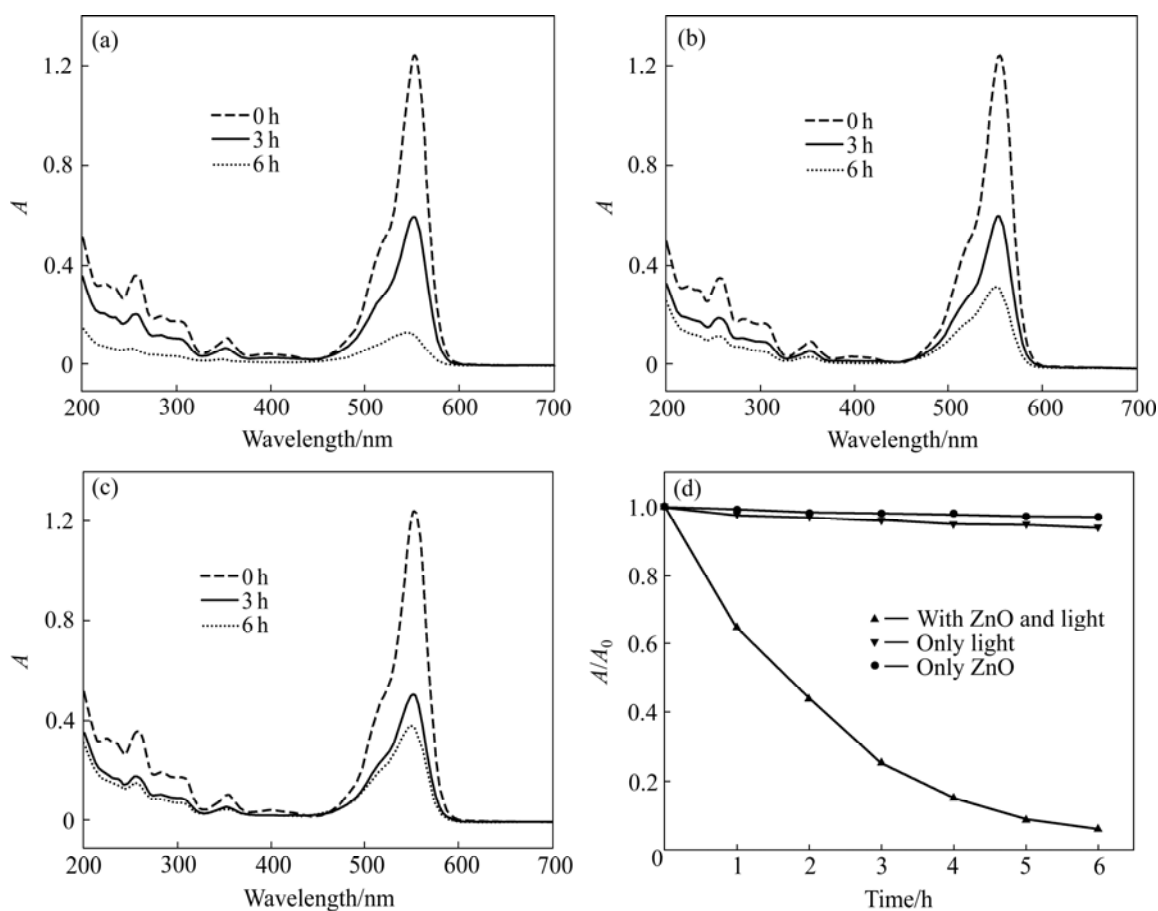 (a)
1.2
0.8
0.4
0
A
0 h
3 h
6 h
200 300 400 500 600 700
Wavelength/nm
(b)
1.2
0.8
0.4
0
A
0 h
3 h
6 h
200 300 400 500 600 700
Wavelength/nm
(c)
1.2
0.8
0.4
0
A
0 h
3 h
6 h
200 300 400 500 600 700
Wavelength/nm
(d)
1.0
0.8
0.6
0.4
0.2
0
A/A0
With ZnO and light
Only light
Only ZnO
1 2 3 4 5 6
Time/h